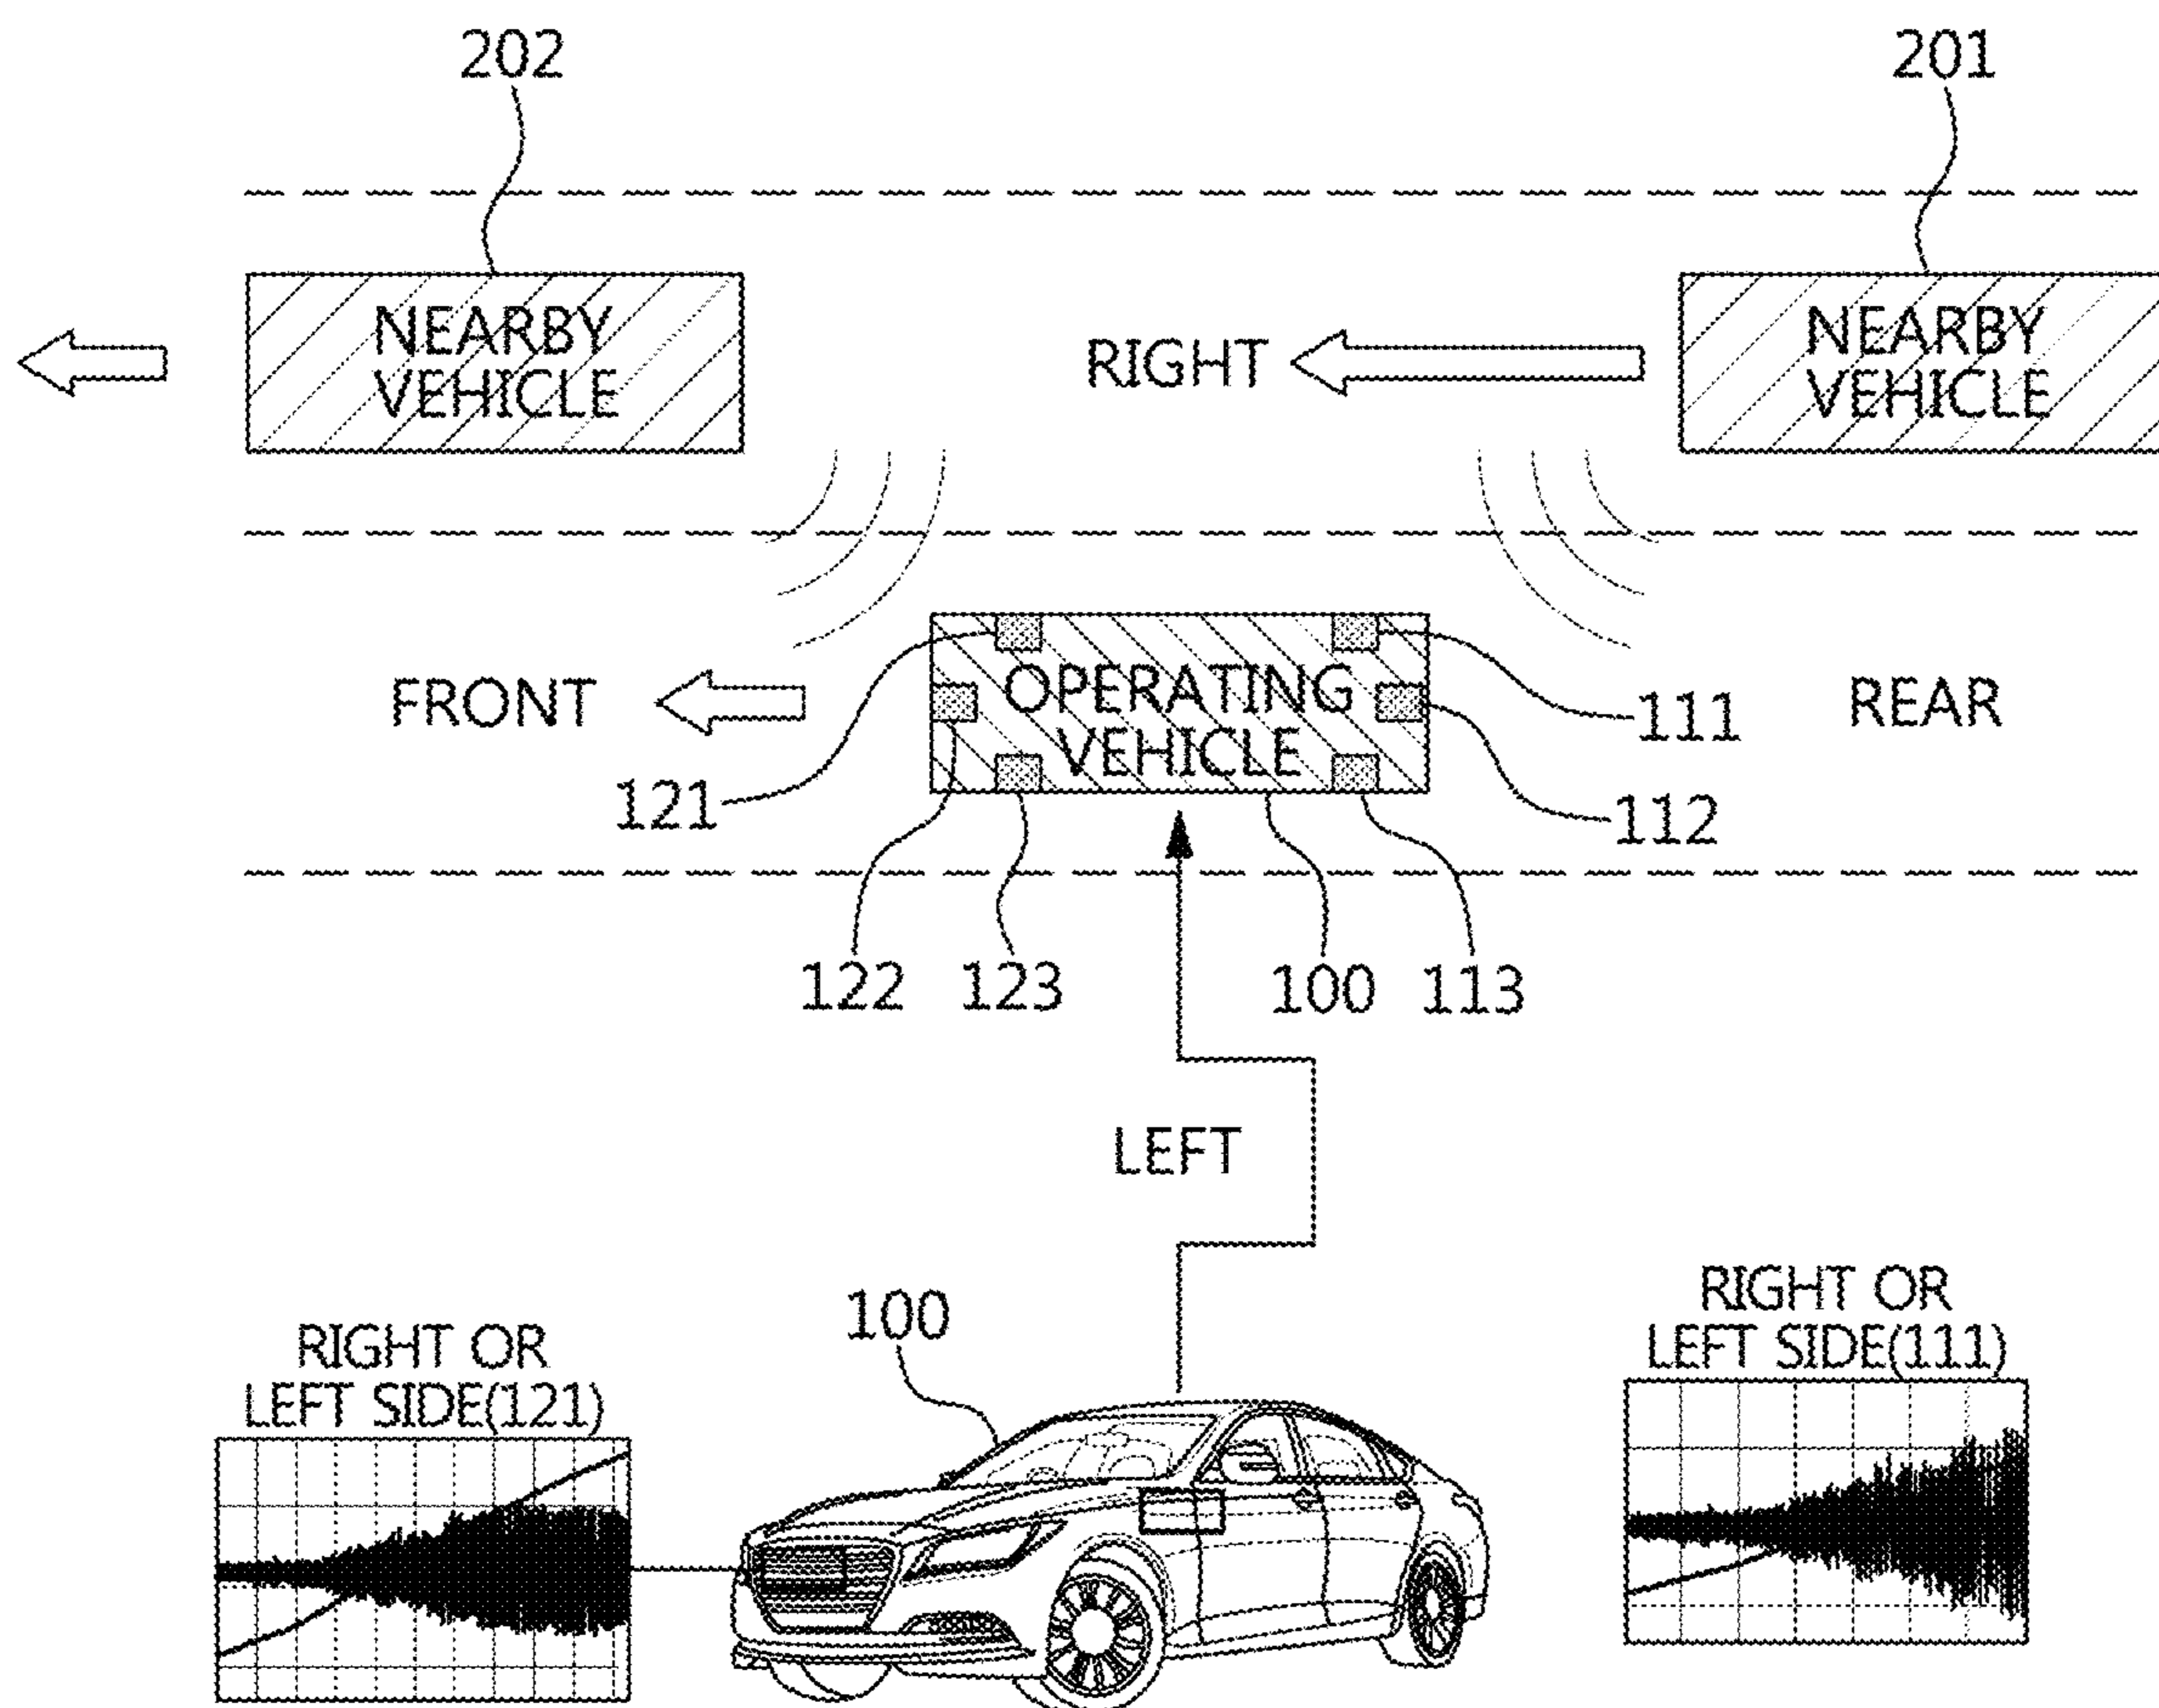 202
201
NEARBY
VEHICLE
RIGHT
NEARBY
VEHICLE
FRONT
OPERATING
VEHICLE
REAR
111
121
112
122
123
100
113
LEFT
100
RIGHT OR
LEFT SIDE(121)
RIGHT OR
LEFT SIDE(111)